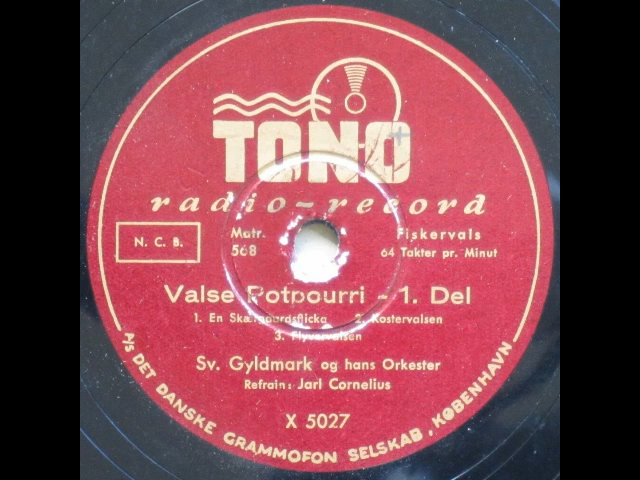 TONO
radio-record
N. C. B.
Matr. 568
Fiskervals
64 Takter pr. Minut
Valse Potpourri - 1. Del
1. En Skærgaardsflicka 2. Kostervalsen
3. Flyvervalsen
Sv. Gyldmark og hans Orkester
Refrain: Jarl Cornelius
X 5027
A/S DET DANSKE GRAMMOFON SELSKAB, KØBENHAVN